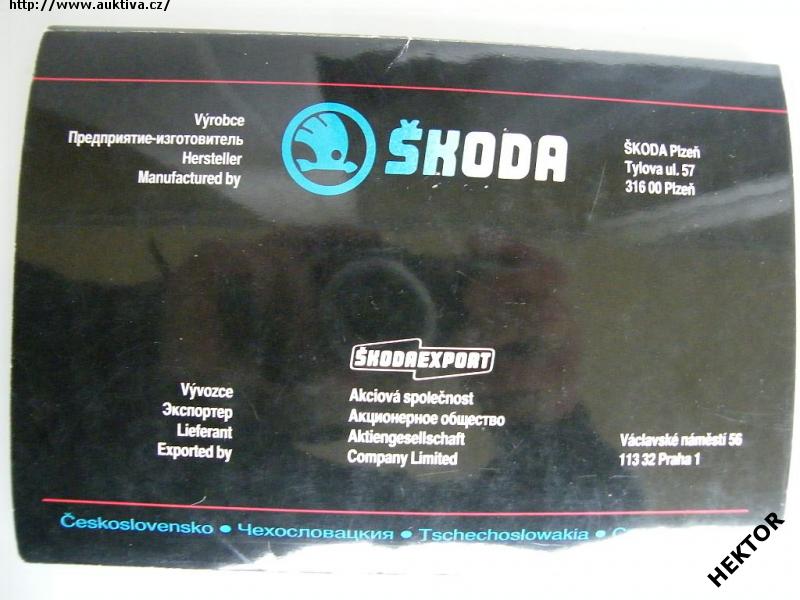 http://www.auktiva.cz/
Výrobce
Предприятие-изготовитель
Hersteller
Manufactured by
ŠKODA
ŠKODA Plzeň
Tylova ul. 57
316 00 Plzeň
ŠKODAEXPORT
Vývozce
Экспортер
Lieferant
Exported by
Akciová společnost
Акционерное общество
Aktiengesellschaft
Company Limited
Václavské náměstí 56
113 32 Praha 1
Československo • Чехословацкия • Tschechoslowakia •
HEKTOR